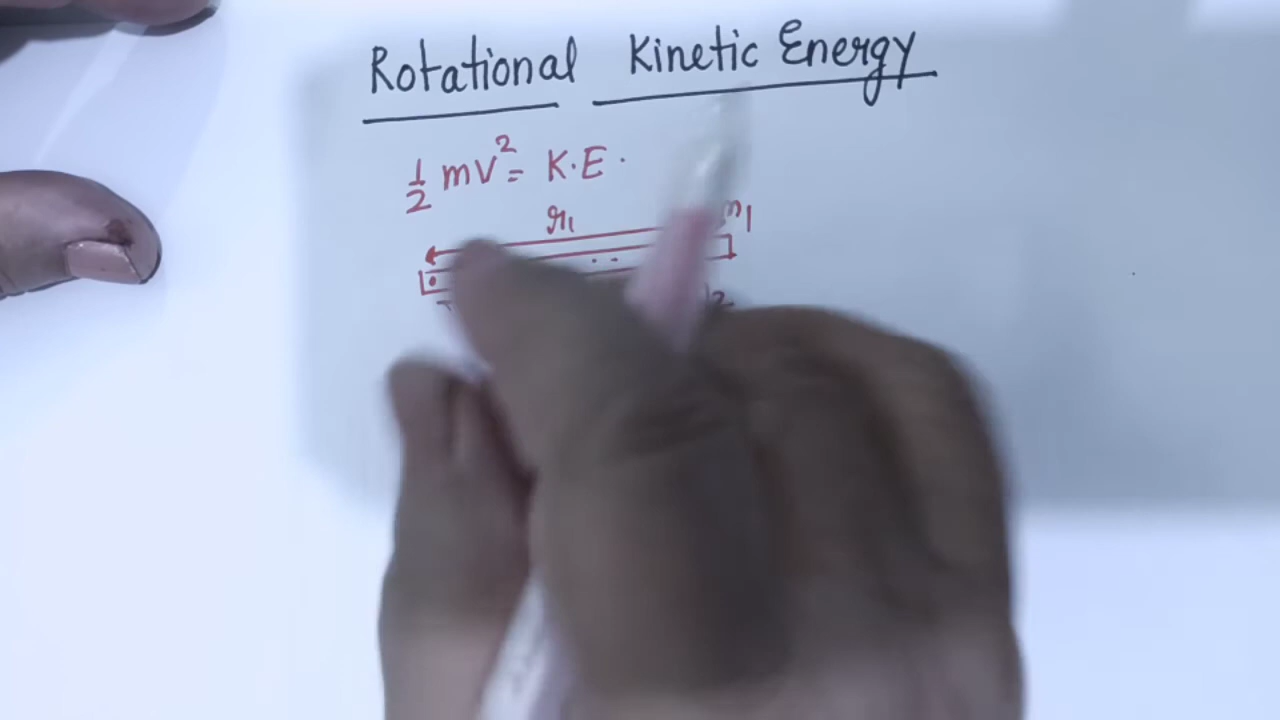 Rotational Kinetic Energy
½ mv² = K.E.
r₁ m₁